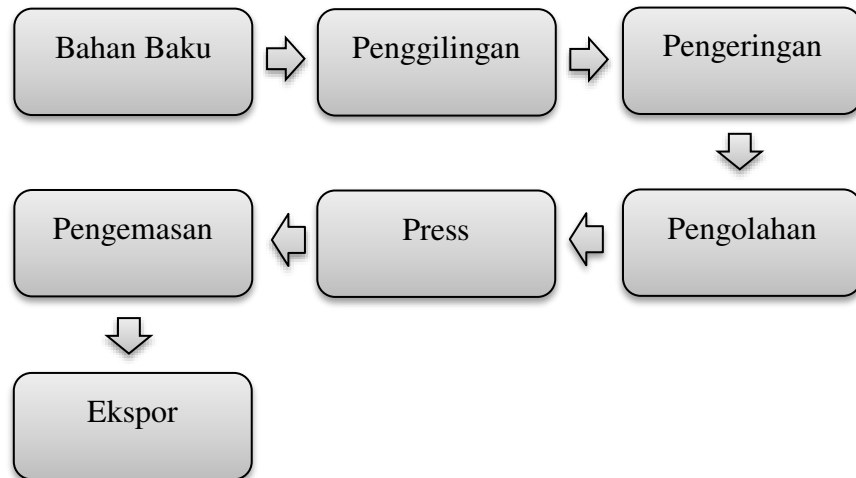 Bahan Baku
Penggilingan
Pengeringan
Pengolahan
Press
Pengemasan
Ekspor